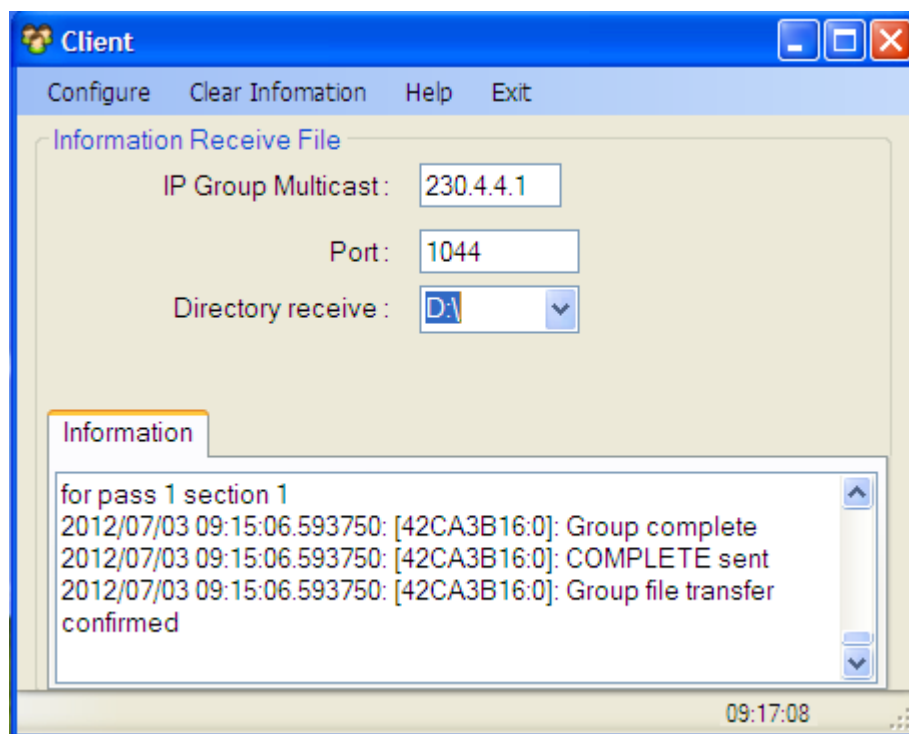 Client
Configure Clear Infomation Help Exit
Information Receive File
IP Group Multicast : 230.4.4.1
Port : 1044
Directory receive : D:\
Information
for pass 1 section 1
2012/07/03 09:15:06.593750: [42CA3B16:0]: Group complete
2012/07/03 09:15:06.593750: [42CA3B16:0]: COMPLETE sent
2012/07/03 09:15:06.593750: [42CA3B16:0]: Group file transfer
confirmed
09:17:08